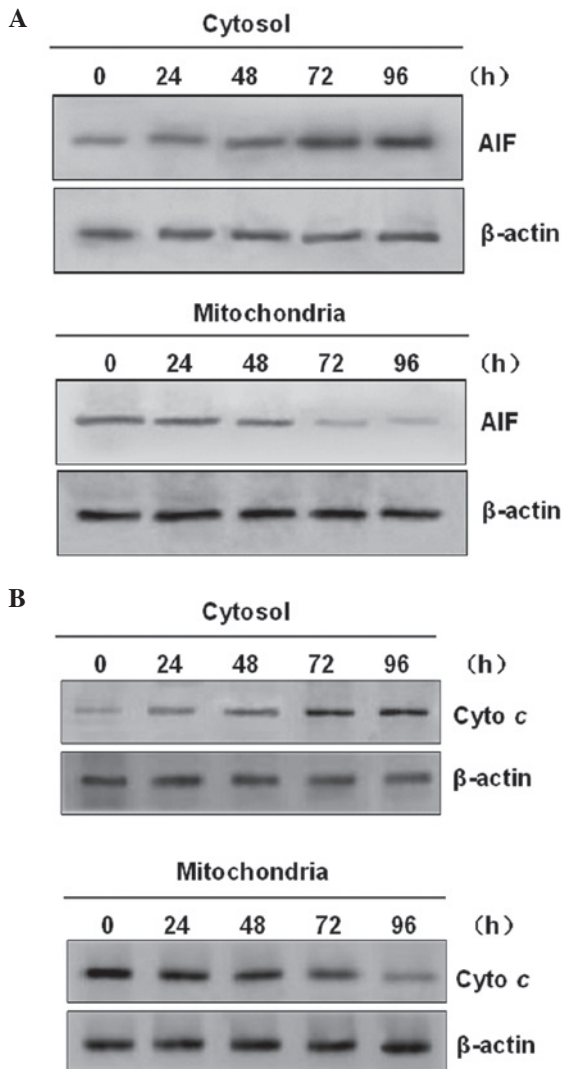 A
Cytosol
0 24 48 72 96 (h)
AIF
β-actin
Mitochondria
0 24 48 72 96 (h)
AIF
β-actin
B
Cytosol
0 24 48 72 96 (h)
Cyto c
β-actin
Mitochondria
0 24 48 72 96 (h)
Cyto c
β-actin